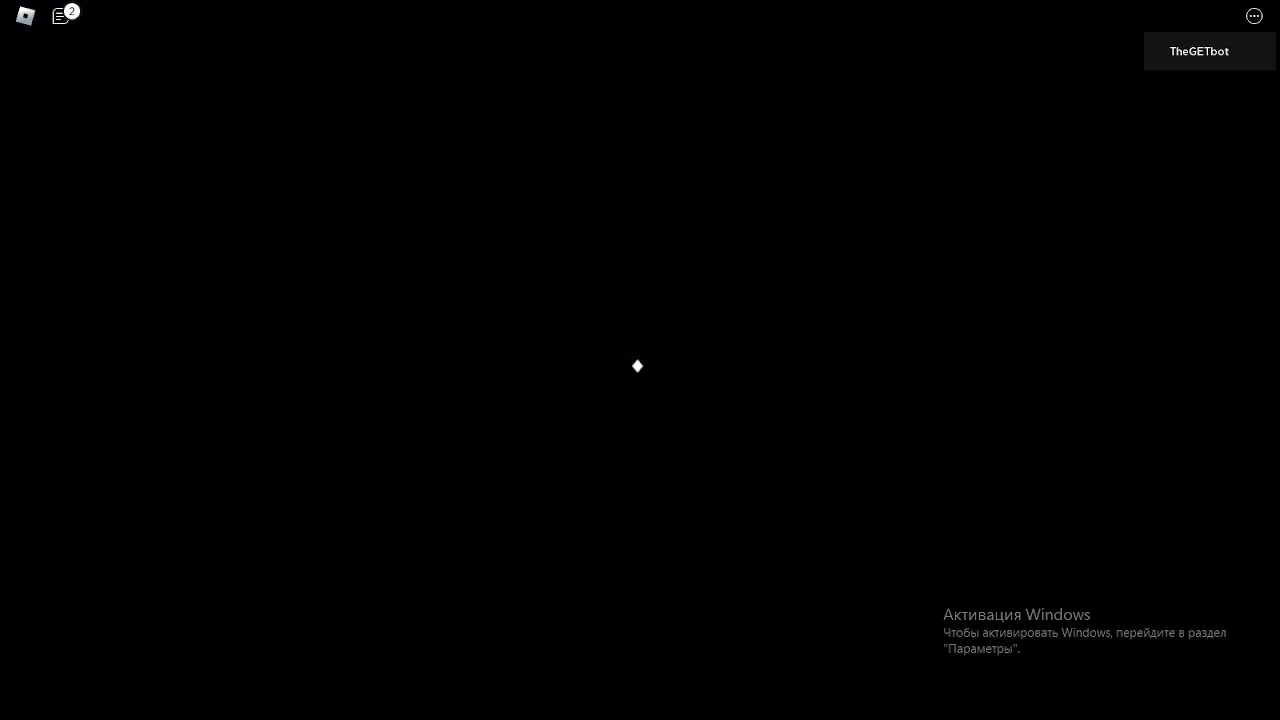 2
TheGETbot
Активация Windows
Чтобы активировать Windows, перейдите в раздел
"Параметры".